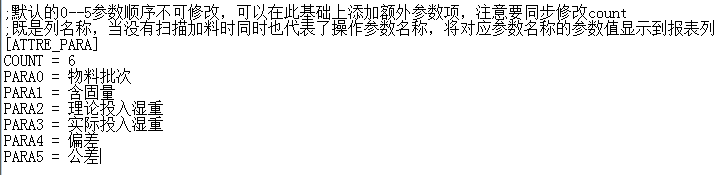 ;默认的0--5参数顺序不可修改，可以在此基础上添加额外参数项，注意要同步修改count
;既是列名称，当没有扫描加料时同时也代表了操作参数名称，将对应参数名称的参数值显示到报表列
[ATTRE_PARA]
COUNT = 6
PARA0 = 物料批次
PARA1 = 含固量
PARA2 = 理论投入湿重
PARA3 = 实际投入湿重
PARA4 = 偏差
PARA5 = 公差